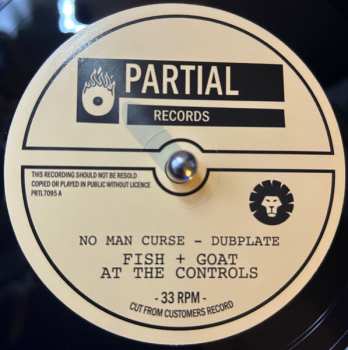 PARTIAL
RECORDS
THIS RECORDING SHOULD NOT BE RESOLD
COPIED OR PLAYED IN PUBLIC WITHOUT LICENCE
PRTL7095 A
NO MAN CURSE - DUBPLATE
FISH + GOAT
AT THE CONTROLS
- 33 RPM -
CUT FROM CUSTOMERS RECORD